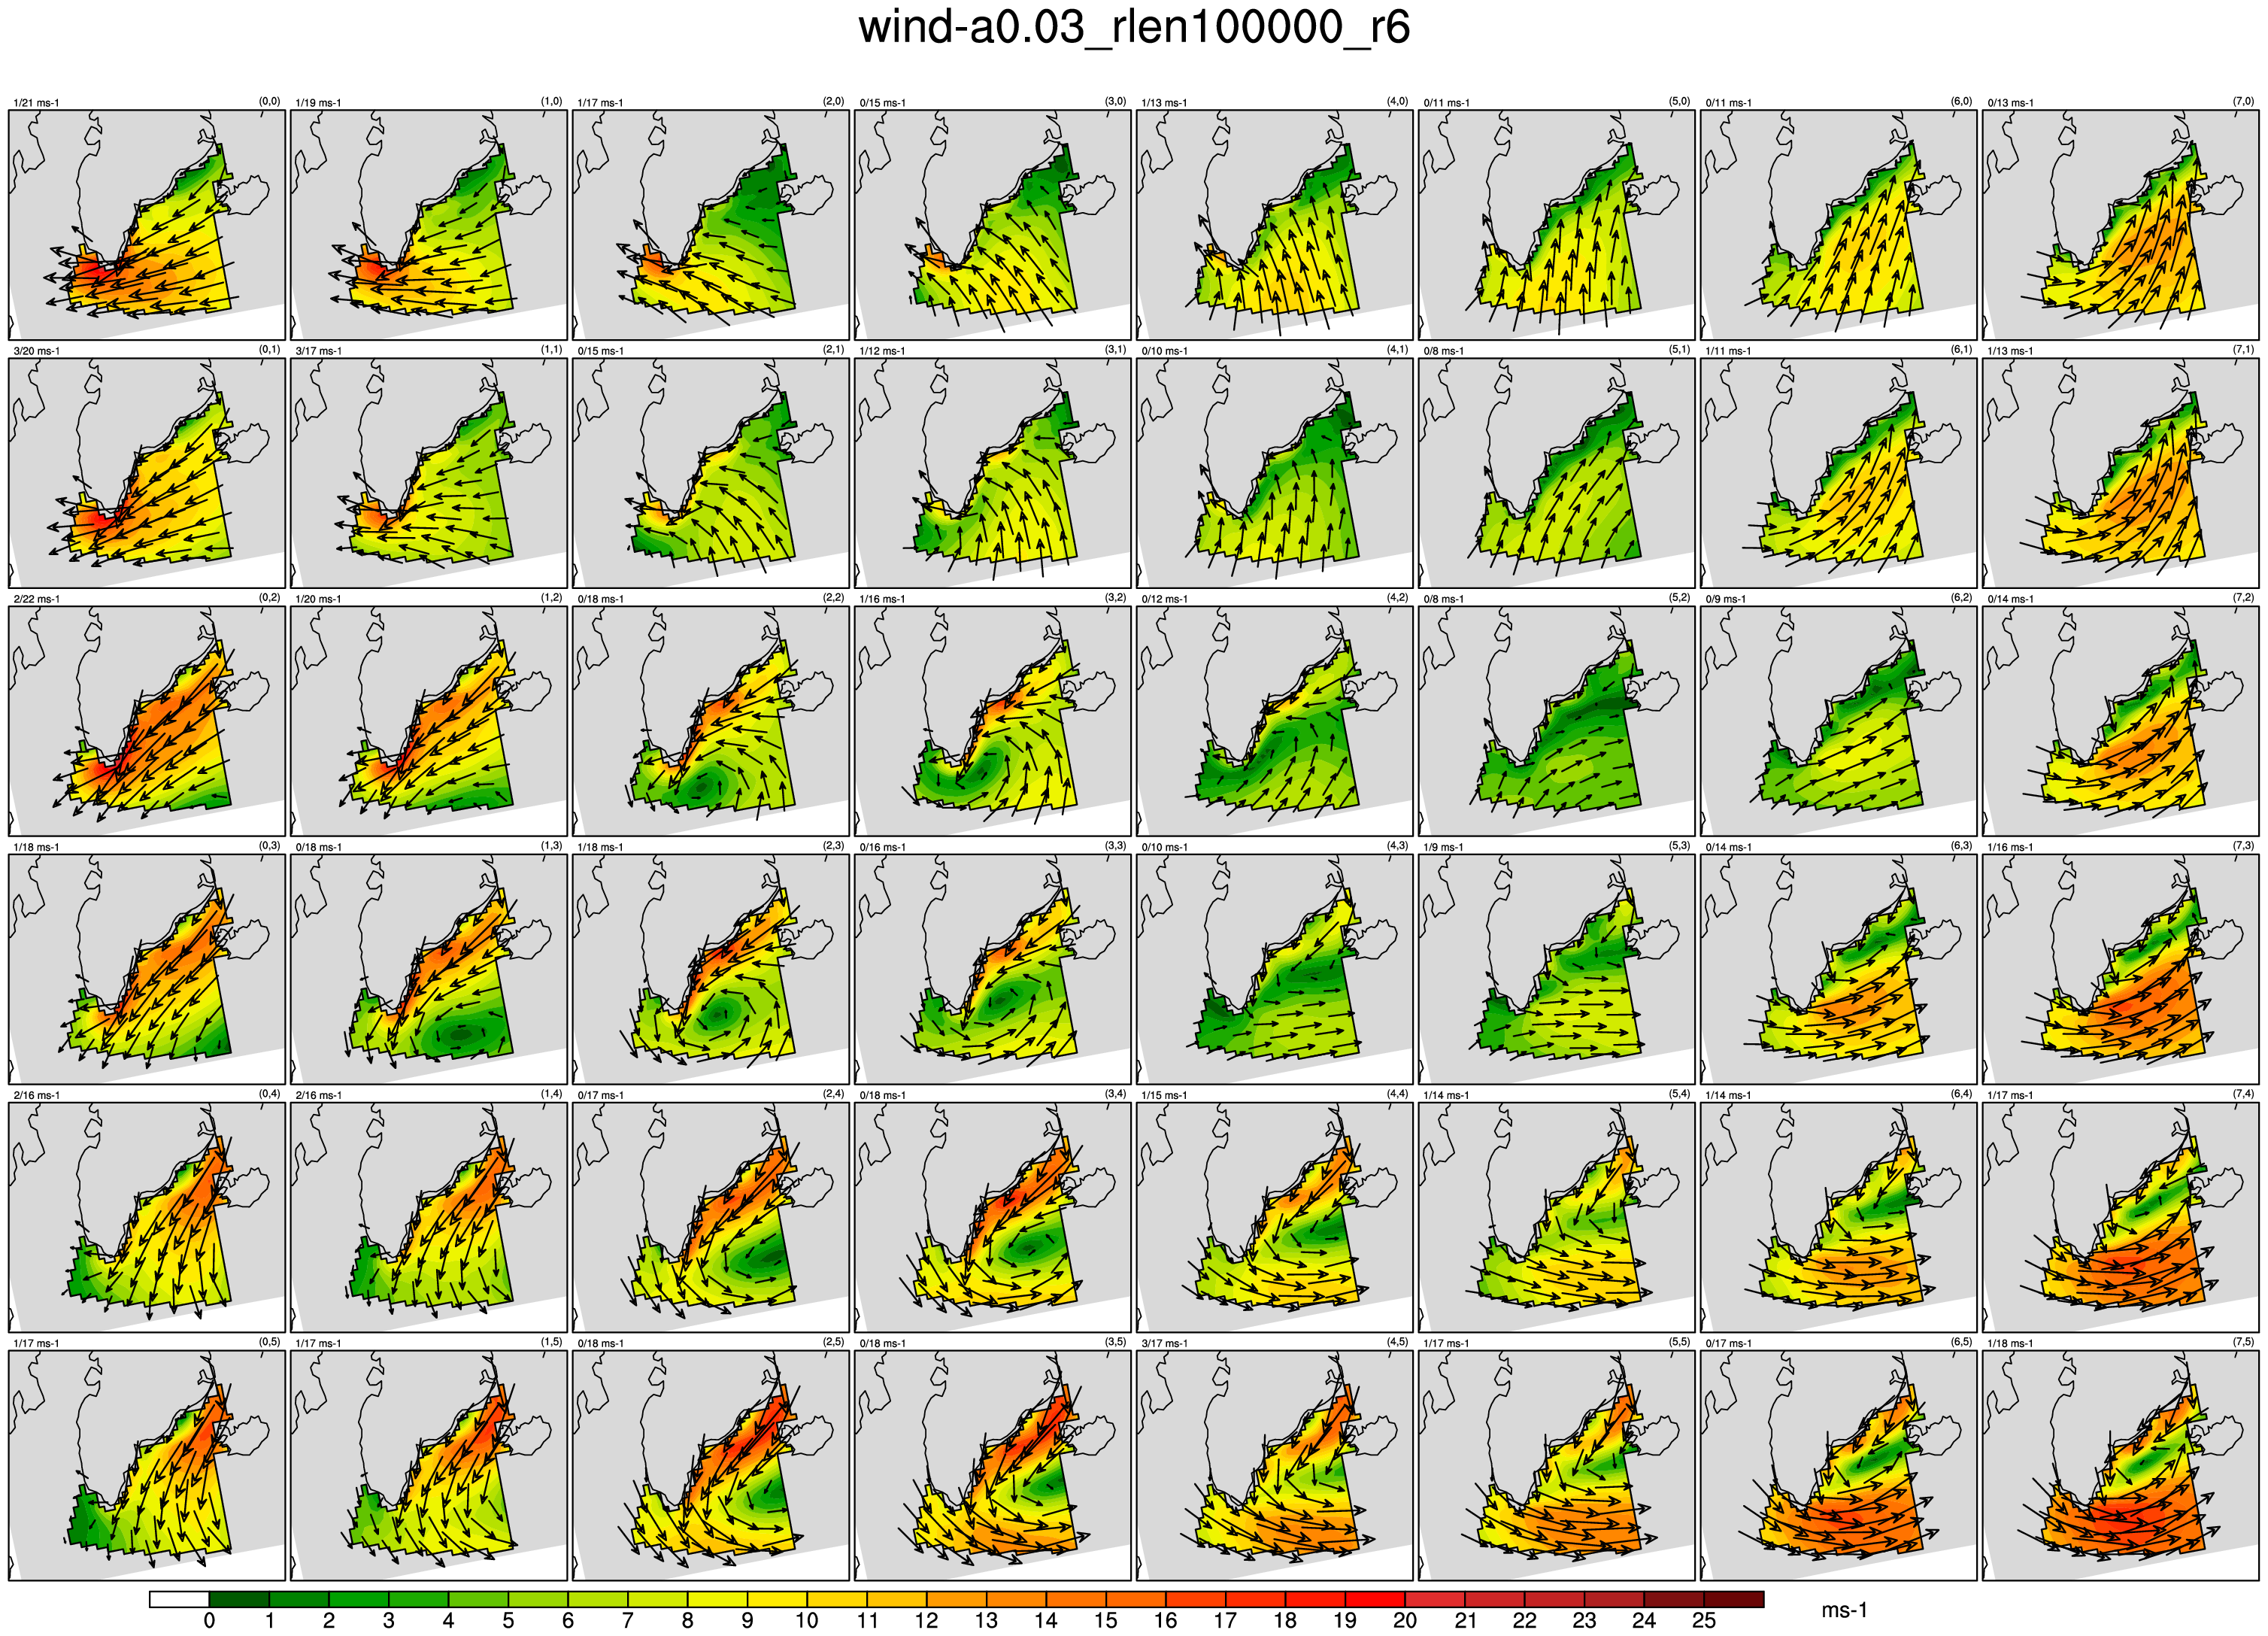 wind-a0.03_rlen100000_r6
1/21 ms-1 (0,0) 1/19 ms-1 (1,0) 1/17 ms-1 (2,0) 0/15 ms-1 (3,0) 1/13 ms-1 (4,0) 0/11 ms-1 (5,0) 0/11 ms-1 (6,0) 0/13 ms-1 (7,0)
3/20 ms-1 (0,1) 3/17 ms-1 (1,1) 0/15 ms-1 (2,1) 1/12 ms-1 (3,1) 0/10 ms-1 (4,1) 0/8 ms-1 (5,1) 1/11 ms-1 (6,1) 1/13 ms-1 (7,1)
2/22 ms-1 (0,2) 1/20 ms-1 (1,2) 0/18 ms-1 (2,2) 1/16 ms-1 (3,2) 0/12 ms-1 (4,2) 0/8 ms-1 (5,2) 0/9 ms-1 (6,2) 0/14 ms-1 (7,2)
1/18 ms-1 (0,3) 0/18 ms-1 (1,3) 1/18 ms-1 (2,3) 0/16 ms-1 (3,3) 0/10 ms-1 (4,3) 1/9 ms-1 (5,3) 0/14 ms-1 (6,3) 1/16 ms-1 (7,3)
2/16 ms-1 (0,4) 2/16 ms-1 (1,4) 0/17 ms-1 (2,4) 0/18 ms-1 (3,4) 1/15 ms-1 (4,4) 1/14 ms-1 (5,4) 1/14 ms-1 (6,4) 1/17 ms-1 (7,4)
1/17 ms-1 (0,5) 1/17 ms-1 (1,5) 0/18 ms-1 (2,5) 0/18 ms-1 (3,5) 3/17 ms-1 (4,5) 1/17 ms-1 (5,5) 0/17 ms-1 (6,5) 1/18 ms-1 (7,5)
0 1 2 3 4 5 6 7 8 9 10 11 12 13 14 15 16 17 18 19 20 21 22 23 24 25 ms-1